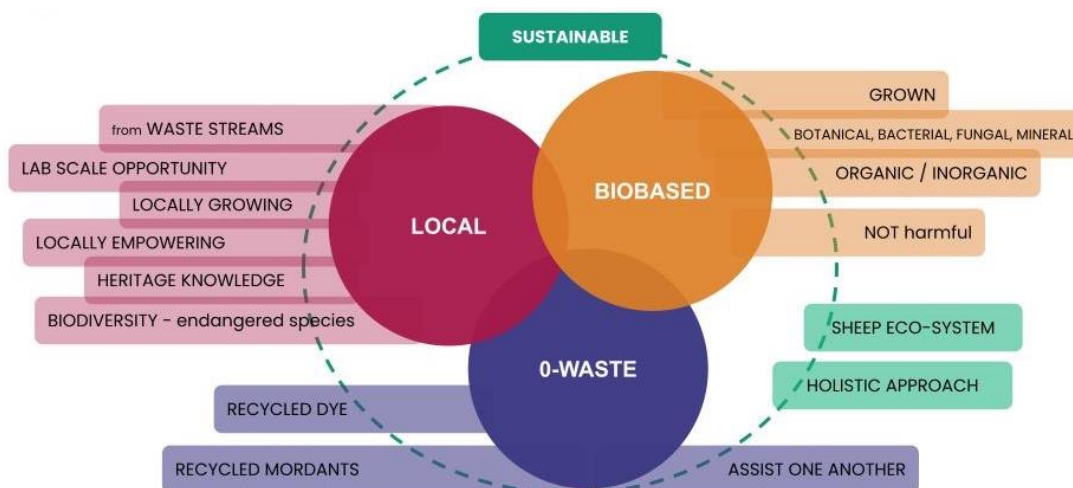 SUSTAINABLE
from WASTE STREAMS
LAB SCALE OPPORTUNITY
LOCALLY GROWING
LOCALLY EMPOWERING
HERITAGE KNOWLEDGE
BIODIVERSITY - endangered species
LOCAL
BIOBASED
GROWN
BOTANICAL, BACTERIAL, FUNGAL, MINERAL
ORGANIC / INORGANIC
NOT harmful
SHEEP ECO-SYSTEM
HOLISTIC APPROACH
0-WASTE
RECYCLED DYE
RECYCLED MORDANTS
ASSIST ONE ANOTHER